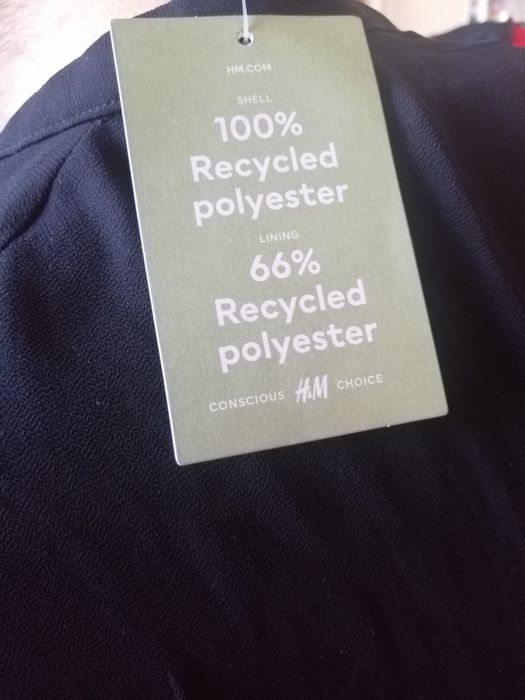 HM.COM
SHELL
100%
Recycled
polyester
LINING
66%
Recycled
polyester
CONSCIOUS H&M CHOICE